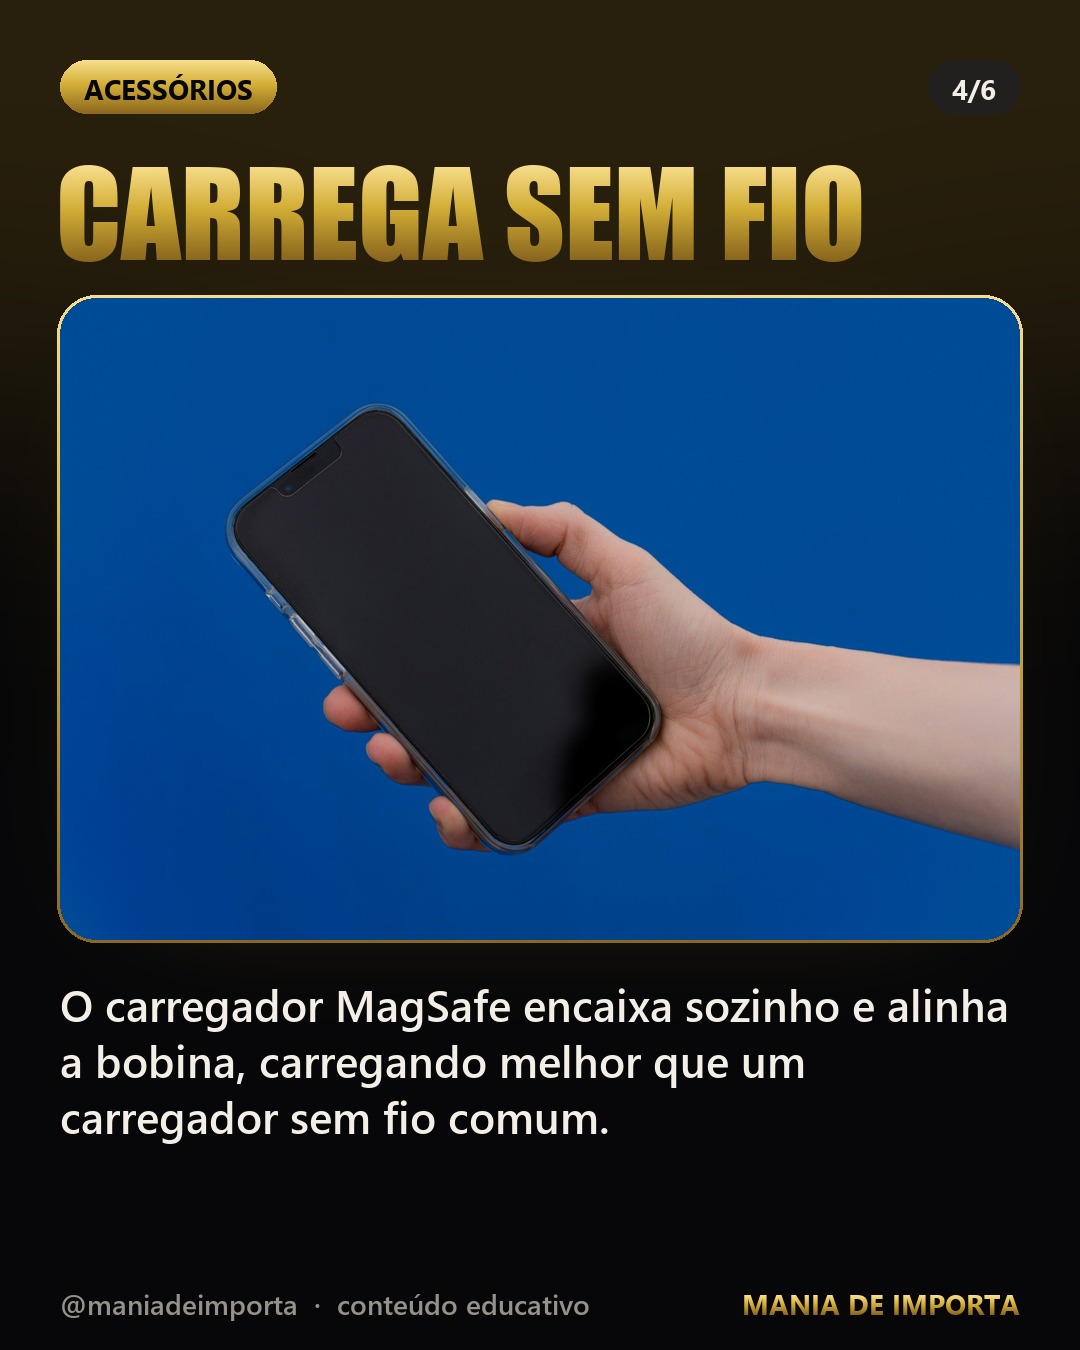 ACESSÓRIOS
4/6
CARREGA SEM FIO
O carregador MagSafe encaixa sozinho e alinha
a bobina, carregando melhor que um
carregador sem fio comum.
@maniadeimporta · conteúdo educativo
MANIA DE IMPORTA